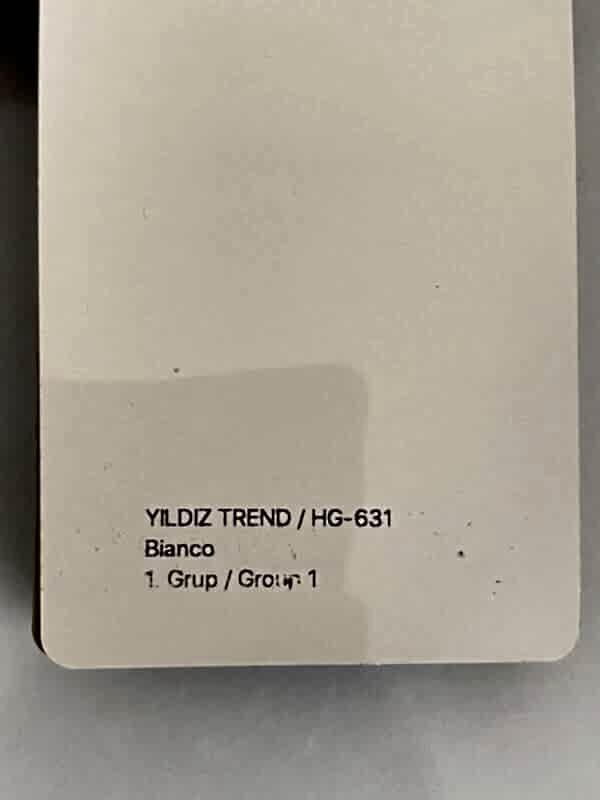 YILDIZ TREND / HG-631
Bianco
1. Grup / Group 1